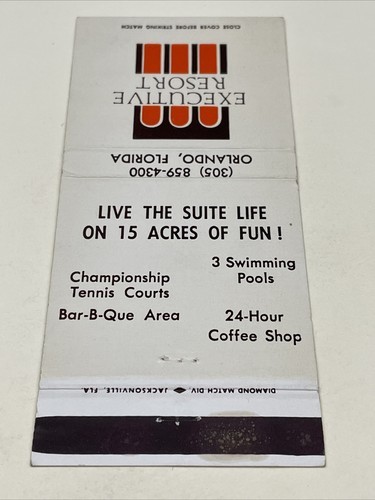 CLOSE COVER BEFORE STRIKING MATCH
EXECUTIVE
RESORT
ORLANDO, FLORIDA
(305) 859-4300
LIVE THE SUITE LIFE
ON 15 ACRES OF FUN!
Championship
Tennis Courts
Bar-B-Que Area
3 Swimming
Pools
24-Hour
Coffee Shop
DIAMOND MATCH DIV. ◆ JACKSONVILLE, FLA